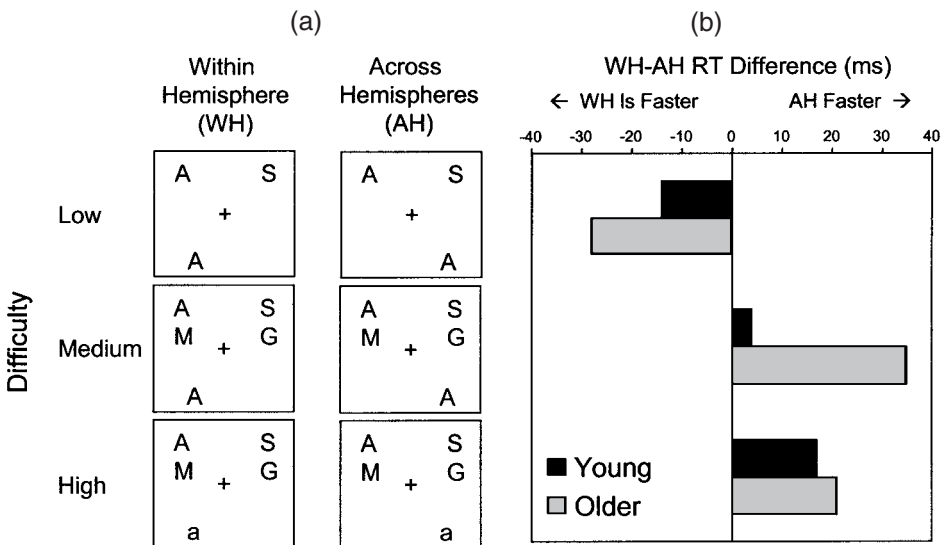 (a)
(b)
Within
Hemisphere
(WH)
Across
Hemispheres
(AH)
WH-AH RT Difference (ms)
← WH Is Faster
AH Faster →
-40 -30 -20 -10 0 10 20 30 40
Difficulty
Low
A S
+
A
A S
+
A
Medium
A S
M G
+
A
A S
M G
+
A
High
A S
M G
+
a
A S
M G
+
a
Young
Older